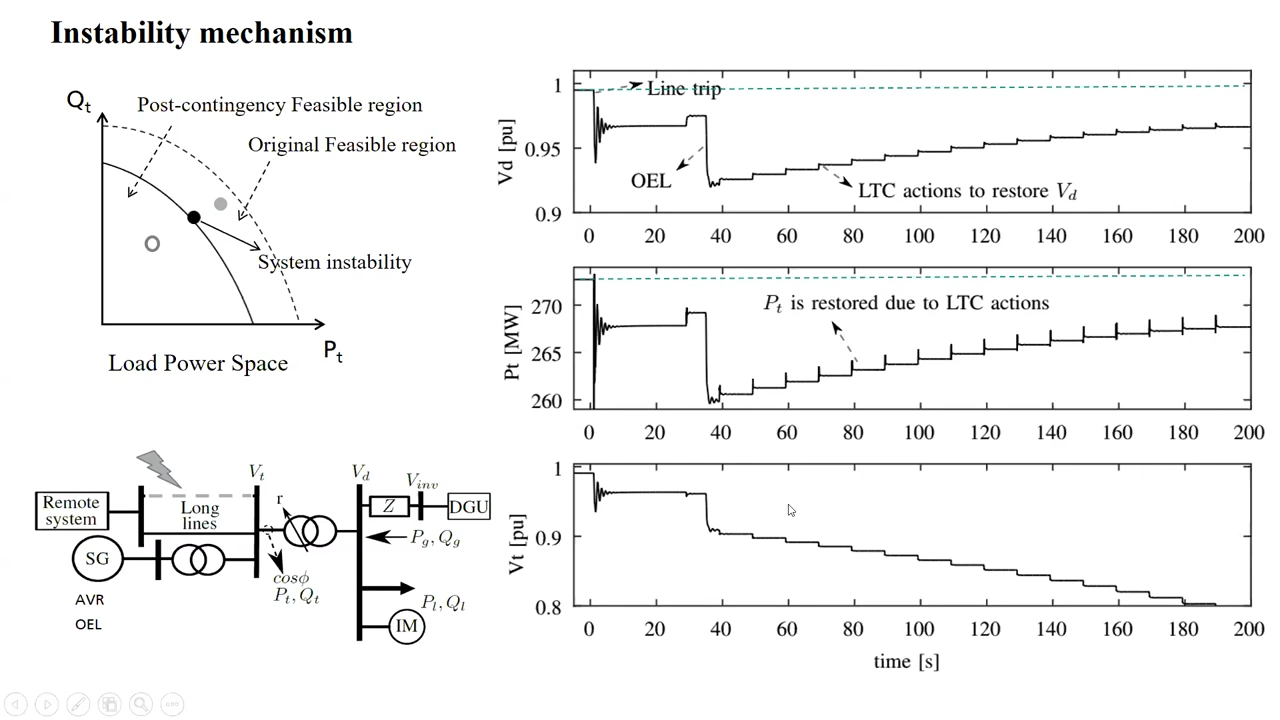 Instability mechanism
Qt
Post-contingency Feasible region
Original Feasible region
System instability
Pt
Load Power Space
Remote
system
Long
lines
Vt
r
Vd
Z
Vinv
DGU
Pg, Qg
SG
cosϕ
Pt, Qt
Pl, Ql
IM
AVR
OEL
Vd [pu]
1
0.95
0.9
Line trip
OEL
LTC actions to restore Vd
0 20 40 60 80 100 120 140 160 180 200
Pt [MW]
270
265
260
Pt is restored due to LTC actions
0 20 40 60 80 100 120 140 160 180 200
Vt [pu]
1
0.9
0.8
0 20 40 60 80 100 120 140 160 180 200
time [s]